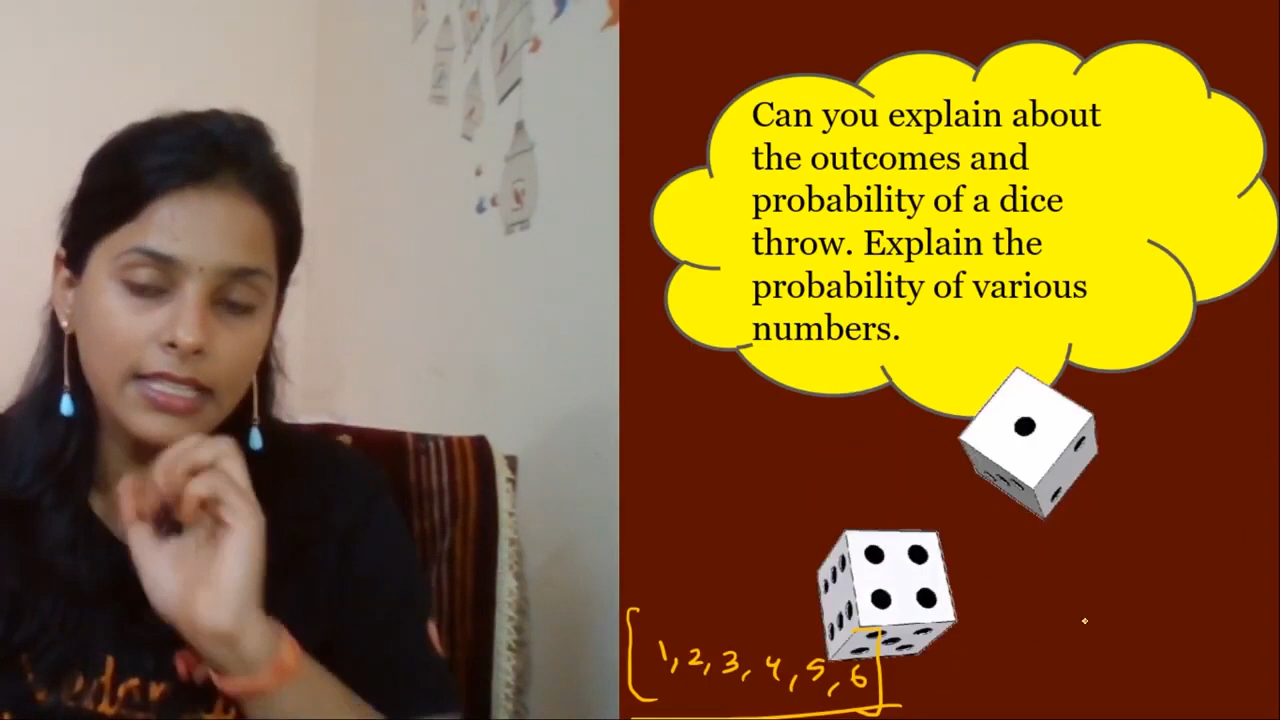 Can you explain about
the outcomes and
probability of a dice
throw. Explain the
probability of various
numbers.
[1, 2, 3, 4, 5, 6]